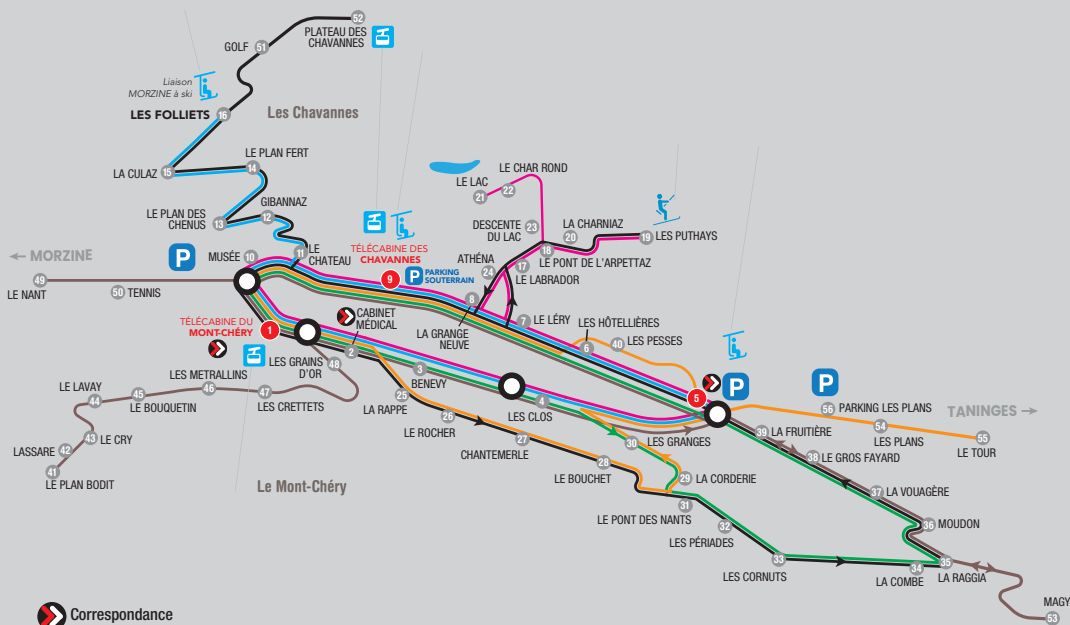 52
PLATEAU DES
CHAVANNES
51
GOLF
Liaison
MORZINE à ski
16
LES FOLLIETS
Les Chavannes
14
LE PLAN FERT
15
LA CULAZ
LE CHAR ROND
LE LAC
22
21
GIBANNAZ
12
LE PLAN DES
CHENUS
13
23
DESCENTE
DU LAC
LA CHARNIAZ
20
19
LES PUTHAYS
← MORZINE
P
MUSÉE
10
11
LE
CHATEAU
TÉLÉCABINE DES
CHAVANNES
9
P
PARKING
SOUTERRAIN
ATHÉNA
24
18
LE PONT DE L'ARPETTAZ
17
LE LABRADOR
49
LE NANT
50
TENNIS
8
LA GRANGE
NEUVE
7
LE LÉRY
TÉLÉCABINE DU
MONT-CHÉRY
1
CABINET
MÉDICAL
2
LES HÔTELLIÈRES
6
40
LES PESSES
LES GRAINS
D'OR
48
3
BENEVY
P
P
5
LES METRALLINS
46
47
LES CRETTETS
LE LAVAY
44
45
LE BOUQUETIN
43
LE CRY
LASSARE
42
41
LE PLAN BODIT
25
LA RAPPE
26
LE ROCHER
27
CHANTEMERLE
4
LES CLOS
28
LE BOUCHET
30
LES GRANGES
29
LA CORDERIE
56
PARKING LES PLANS
54
LES PLANS
55
LE TOUR
TANINGES →
39
LA FRUITIÈRE
38
LE GROS FAYARD
37
LA VOUAGÈRE
36
MOUDON
Le Mont-Chéry
31
LE PONT DES NANTS
32
LES PÉRIADES
33
LES CORNUTS
34
LA COMBE
35
LA RAGGIA
MAGY
53
Correspondance